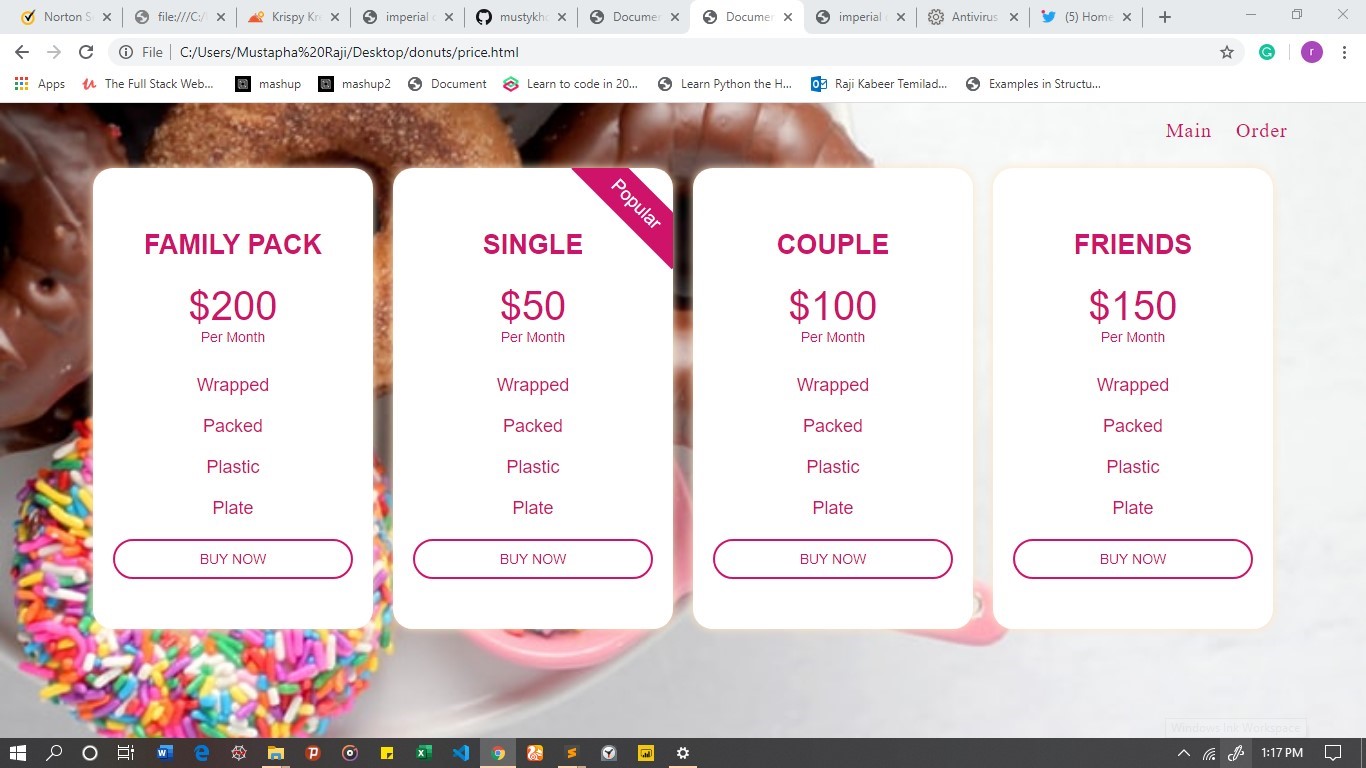 Norton S
file:///C:/
Krispy Kr
imperial
mustykh
Documen
Documen
imperial
Antivirus
(5) Home
File
C:/Users/Mustapha%20Raji/Desktop/donuts/price.html
Apps
The Full Stack Web...
mashup
mashup2
Document
Learn to code in 20...
Learn Python the H...
Raji Kabeer Temilad...
Examples in Structu...
Main Order
Popular
FAMILY PACK
$200
Per Month
Wrapped
Packed
Plastic
Plate
BUY NOW
SINGLE
$50
Per Month
Wrapped
Packed
Plastic
Plate
BUY NOW
COUPLE
$100
Per Month
Wrapped
Packed
Plastic
Plate
BUY NOW
FRIENDS
$150
Per Month
Wrapped
Packed
Plastic
Plate
BUY NOW
Windows Ink Workspace
1:17 PM